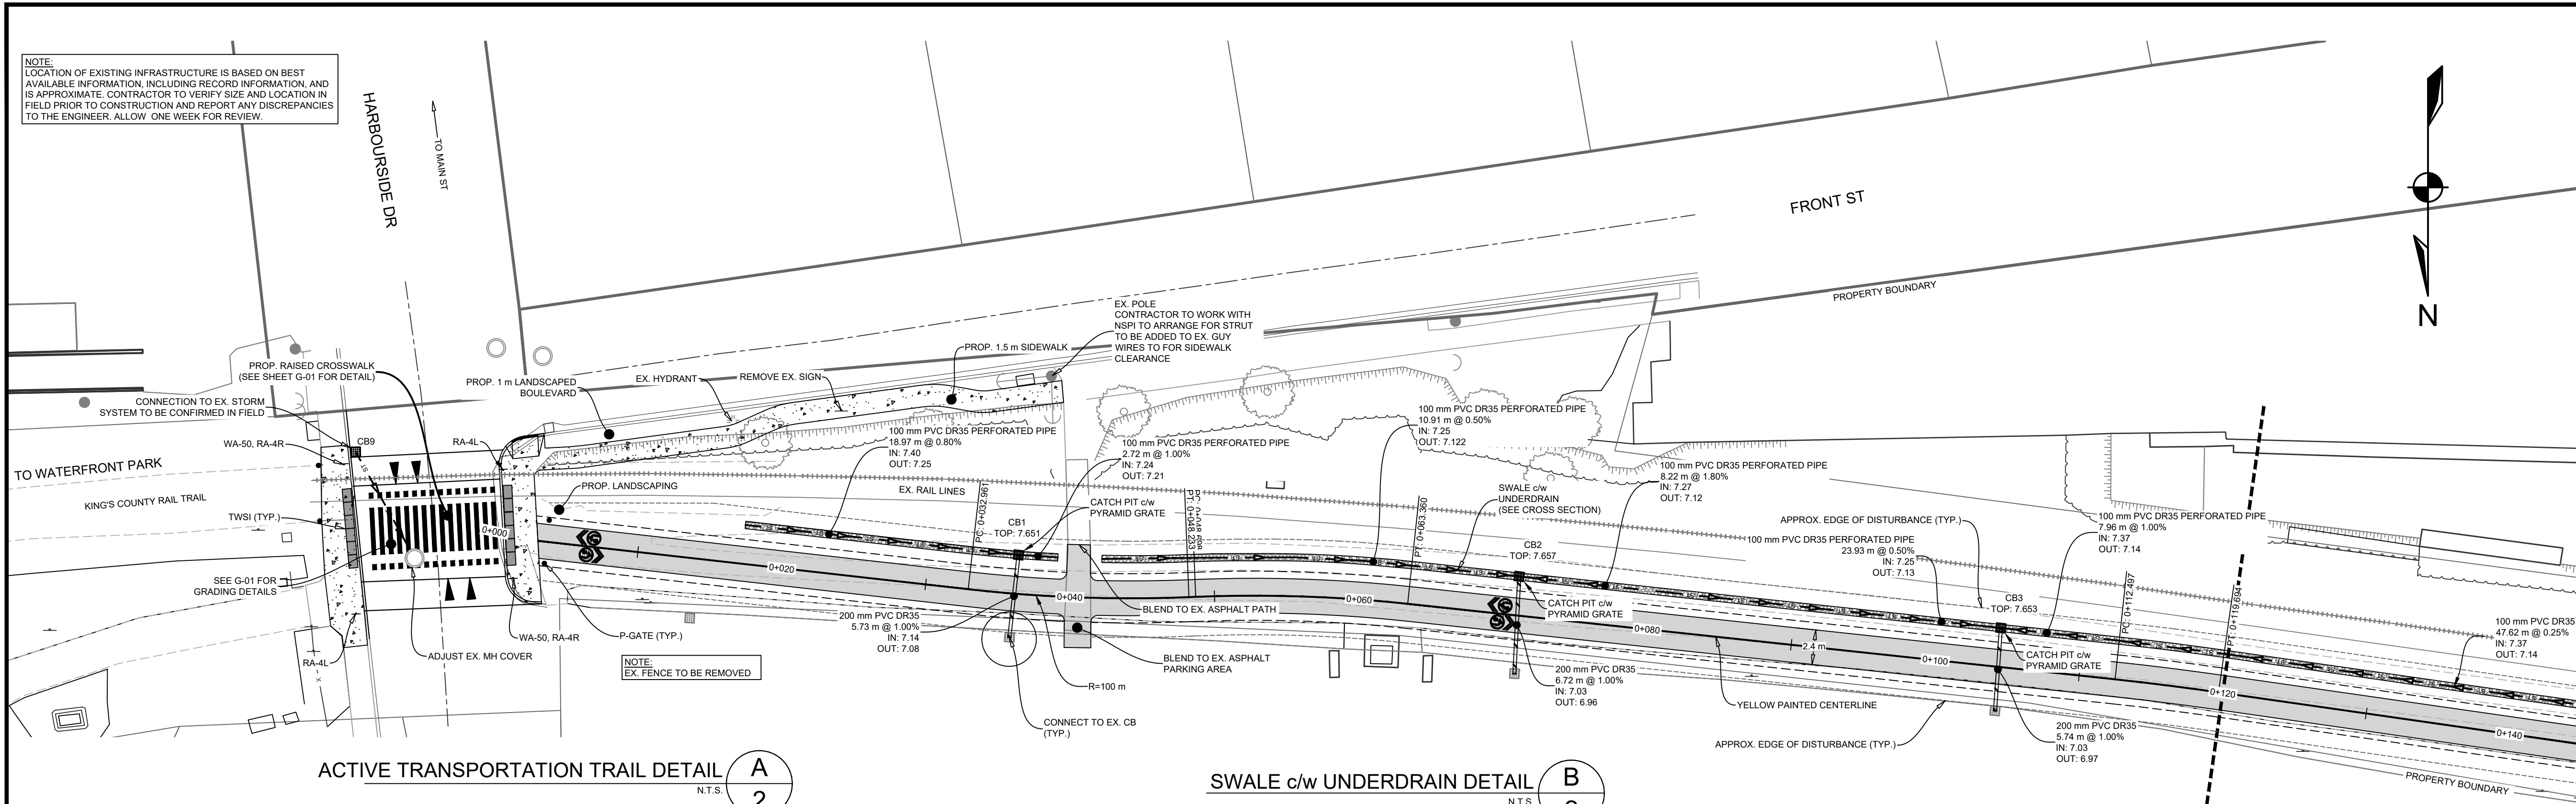 NOTE:
LOCATION OF EXISTING INFRASTRUCTURE IS BASED ON BEST
AVAILABLE INFORMATION, INCLUDING RECORD INFORMATION, AND
IS APPROXIMATE. CONTRACTOR TO VERIFY SIZE AND LOCATION IN
FIELD PRIOR TO CONSTRUCTION AND REPORT ANY DISCREPANCIES
TO THE ENGINEER. ALLOW ONE WEEK FOR REVIEW.
HARBOURSIDE DR
TO MAIN ST
FRONT ST
PROPERTY BOUNDARY
N
EX. POLE
CONTRACTOR TO WORK WITH
NSPI TO ARRANGE FOR STRUT
TO BE ADDED TO EX. GUY
WIRES TO FOR SIDEWALK
CLEARANCE
PROP. 1.5 m SIDEWALK
REMOVE EX. SIGN
EX. HYDRANT
PROP. 1 m LANDSCAPED
BOULEVARD
PROP. RAISED CROSSWALK
(SEE SHEET G-01 FOR DETAIL)
CONNECTION TO EX. STORM
SYSTEM TO BE CONFIRMED IN FIELD
WA-50, RA-4R
CB9
RA-4L
TO WATERFRONT PARK
KING'S COUNTY RAIL TRAIL
TWSI (TYP.)
0+000
PROP. LANDSCAPING
EX. RAIL LINES
100 mm PVC DR35 PERFORATED PIPE
18.97 m @ 0.80%
IN: 7.40
OUT: 7.25
100 mm PVC DR35 PERFORATED PIPE
2.72 m @ 1.00%
IN: 7.24
OUT: 7.21
PC: 0+032.961
CB1
TOP: 7.651
CATCH PIT c/w
PYRAMID GRATE
PT: 0+048.233
100 mm PVC DR35 PERFORATED PIPE
10.91 m @ 0.50%
IN: 7.25
OUT: 7.122
PT: 0+063.360
SWALE c/w
UNDERDRAIN
(SEE CROSS SECTION)
100 mm PVC DR35 PERFORATED PIPE
8.22 m @ 1.80%
IN: 7.27
OUT: 7.12
CB2
TOP: 7.657
APPROX. EDGE OF DISTURBANCE (TYP.)
100 mm PVC DR35 PERFORATED PIPE
23.93 m @ 0.50%
IN: 7.25
OUT: 7.13
100 mm PVC DR35 PERFORATED PIPE
7.96 m @ 1.00%
IN: 7.37
OUT: 7.14
CB3
TOP: 7.653
PC: 0+112.497
PT: 0+119.694
100 mm PVC DR35
47.62 m @ 0.25%
IN: 7.37
OUT: 7.14
SEE G-01 FOR
GRADING DETAILS
RA-4L
ADJUST EX. MH COVER
WA-50, RA-4R
P-GATE (TYP.)
NOTE:
EX. FENCE TO BE REMOVED
0+020
0+040
0+060
0+080
0+100
0+120
0+140
200 mm PVC DR35
5.73 m @ 1.00%
IN: 7.14
OUT: 7.08
BLEND TO EX. ASPHALT PATH
BLEND TO EX. ASPHALT
PARKING AREA
R=100 m
CONNECT TO EX. CB
(TYP.)
CATCH PIT c/w
PYRAMID GRATE
200 mm PVC DR35
6.72 m @ 1.00%
IN: 7.03
OUT: 6.96
2.4 m
YELLOW PAINTED CENTERLINE
APPROX. EDGE OF DISTURBANCE (TYP.)
CATCH PIT c/w
PYRAMID GRATE
200 mm PVC DR35
5.74 m @ 1.00%
IN: 7.03
OUT: 6.97
PROPERTY BOUNDARY
ACTIVE TRANSPORTATION TRAIL DETAIL
N.T.S.
A
2
SWALE c/w UNDERDRAIN DETAIL
N.T.S.
B